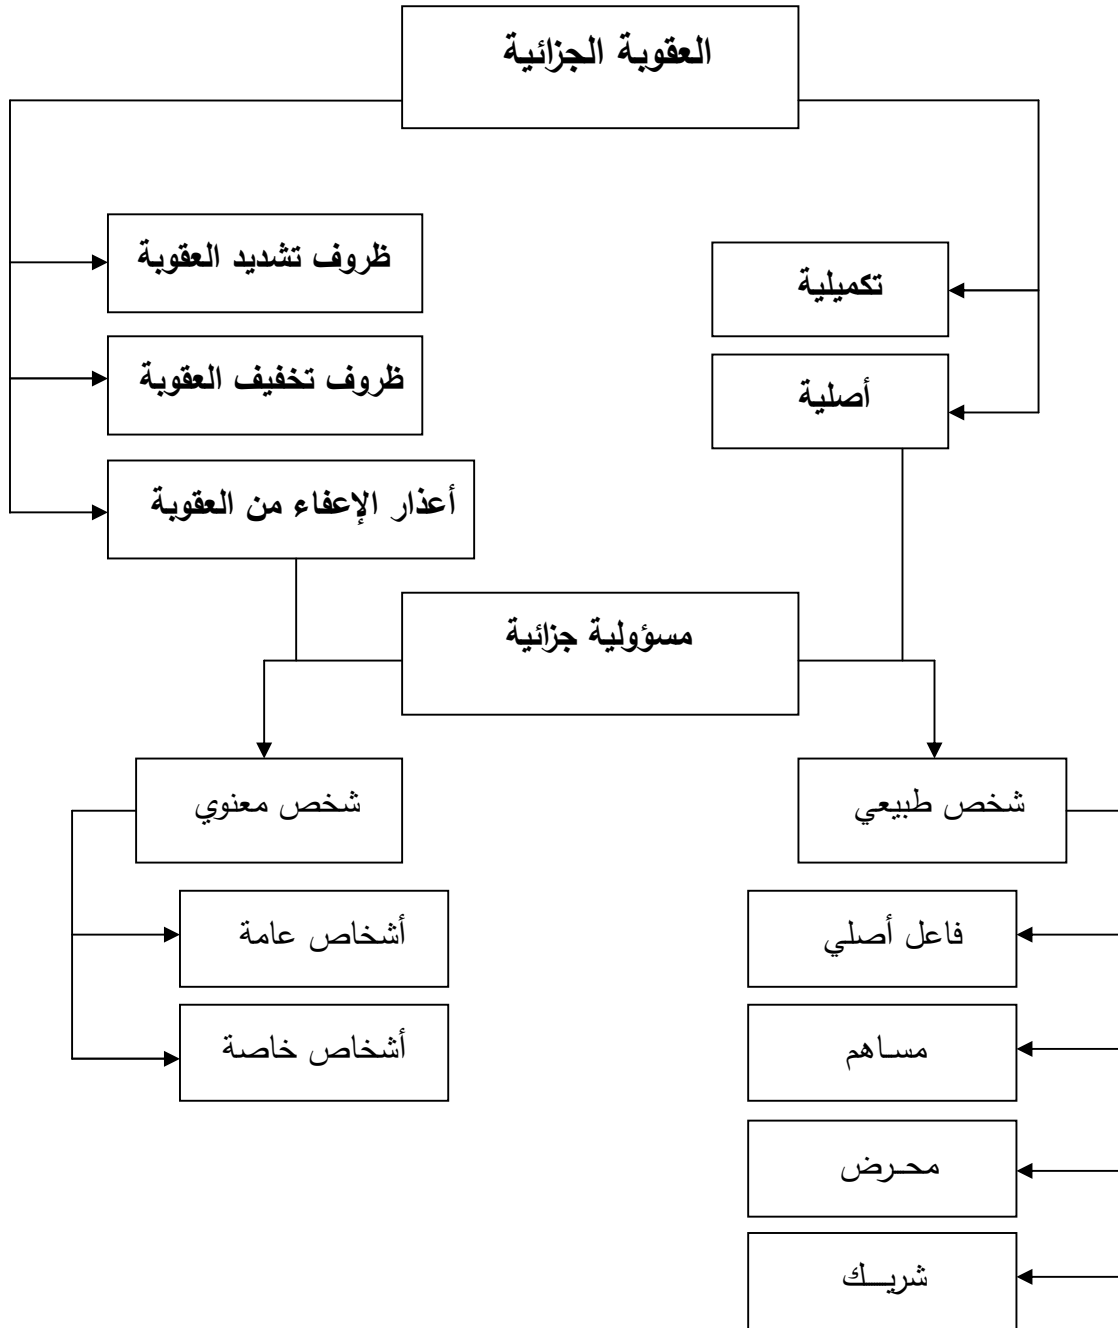 العقوبة الجزائية
تكميلية
أصلية
ظروف تشديد العقوبة
ظروف تخفيف العقوبة
أعذار الإعفاء من العقوبة
مسؤولية جزائية
شخص طبيعي
فاعل أصلي
مساهم
محرض
شريك
شخص معنوي
أشخاص عامة
أشخاص خاصة